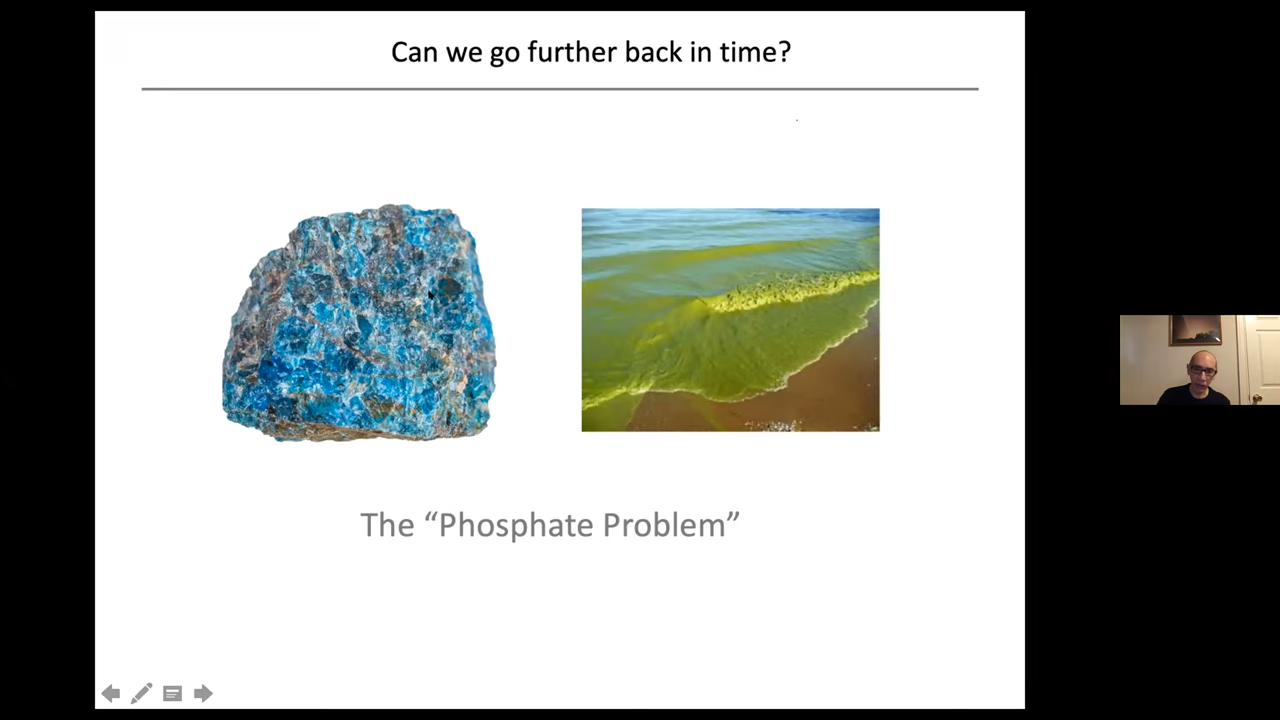 Can we go further back in time?
The “Phosphate Problem”